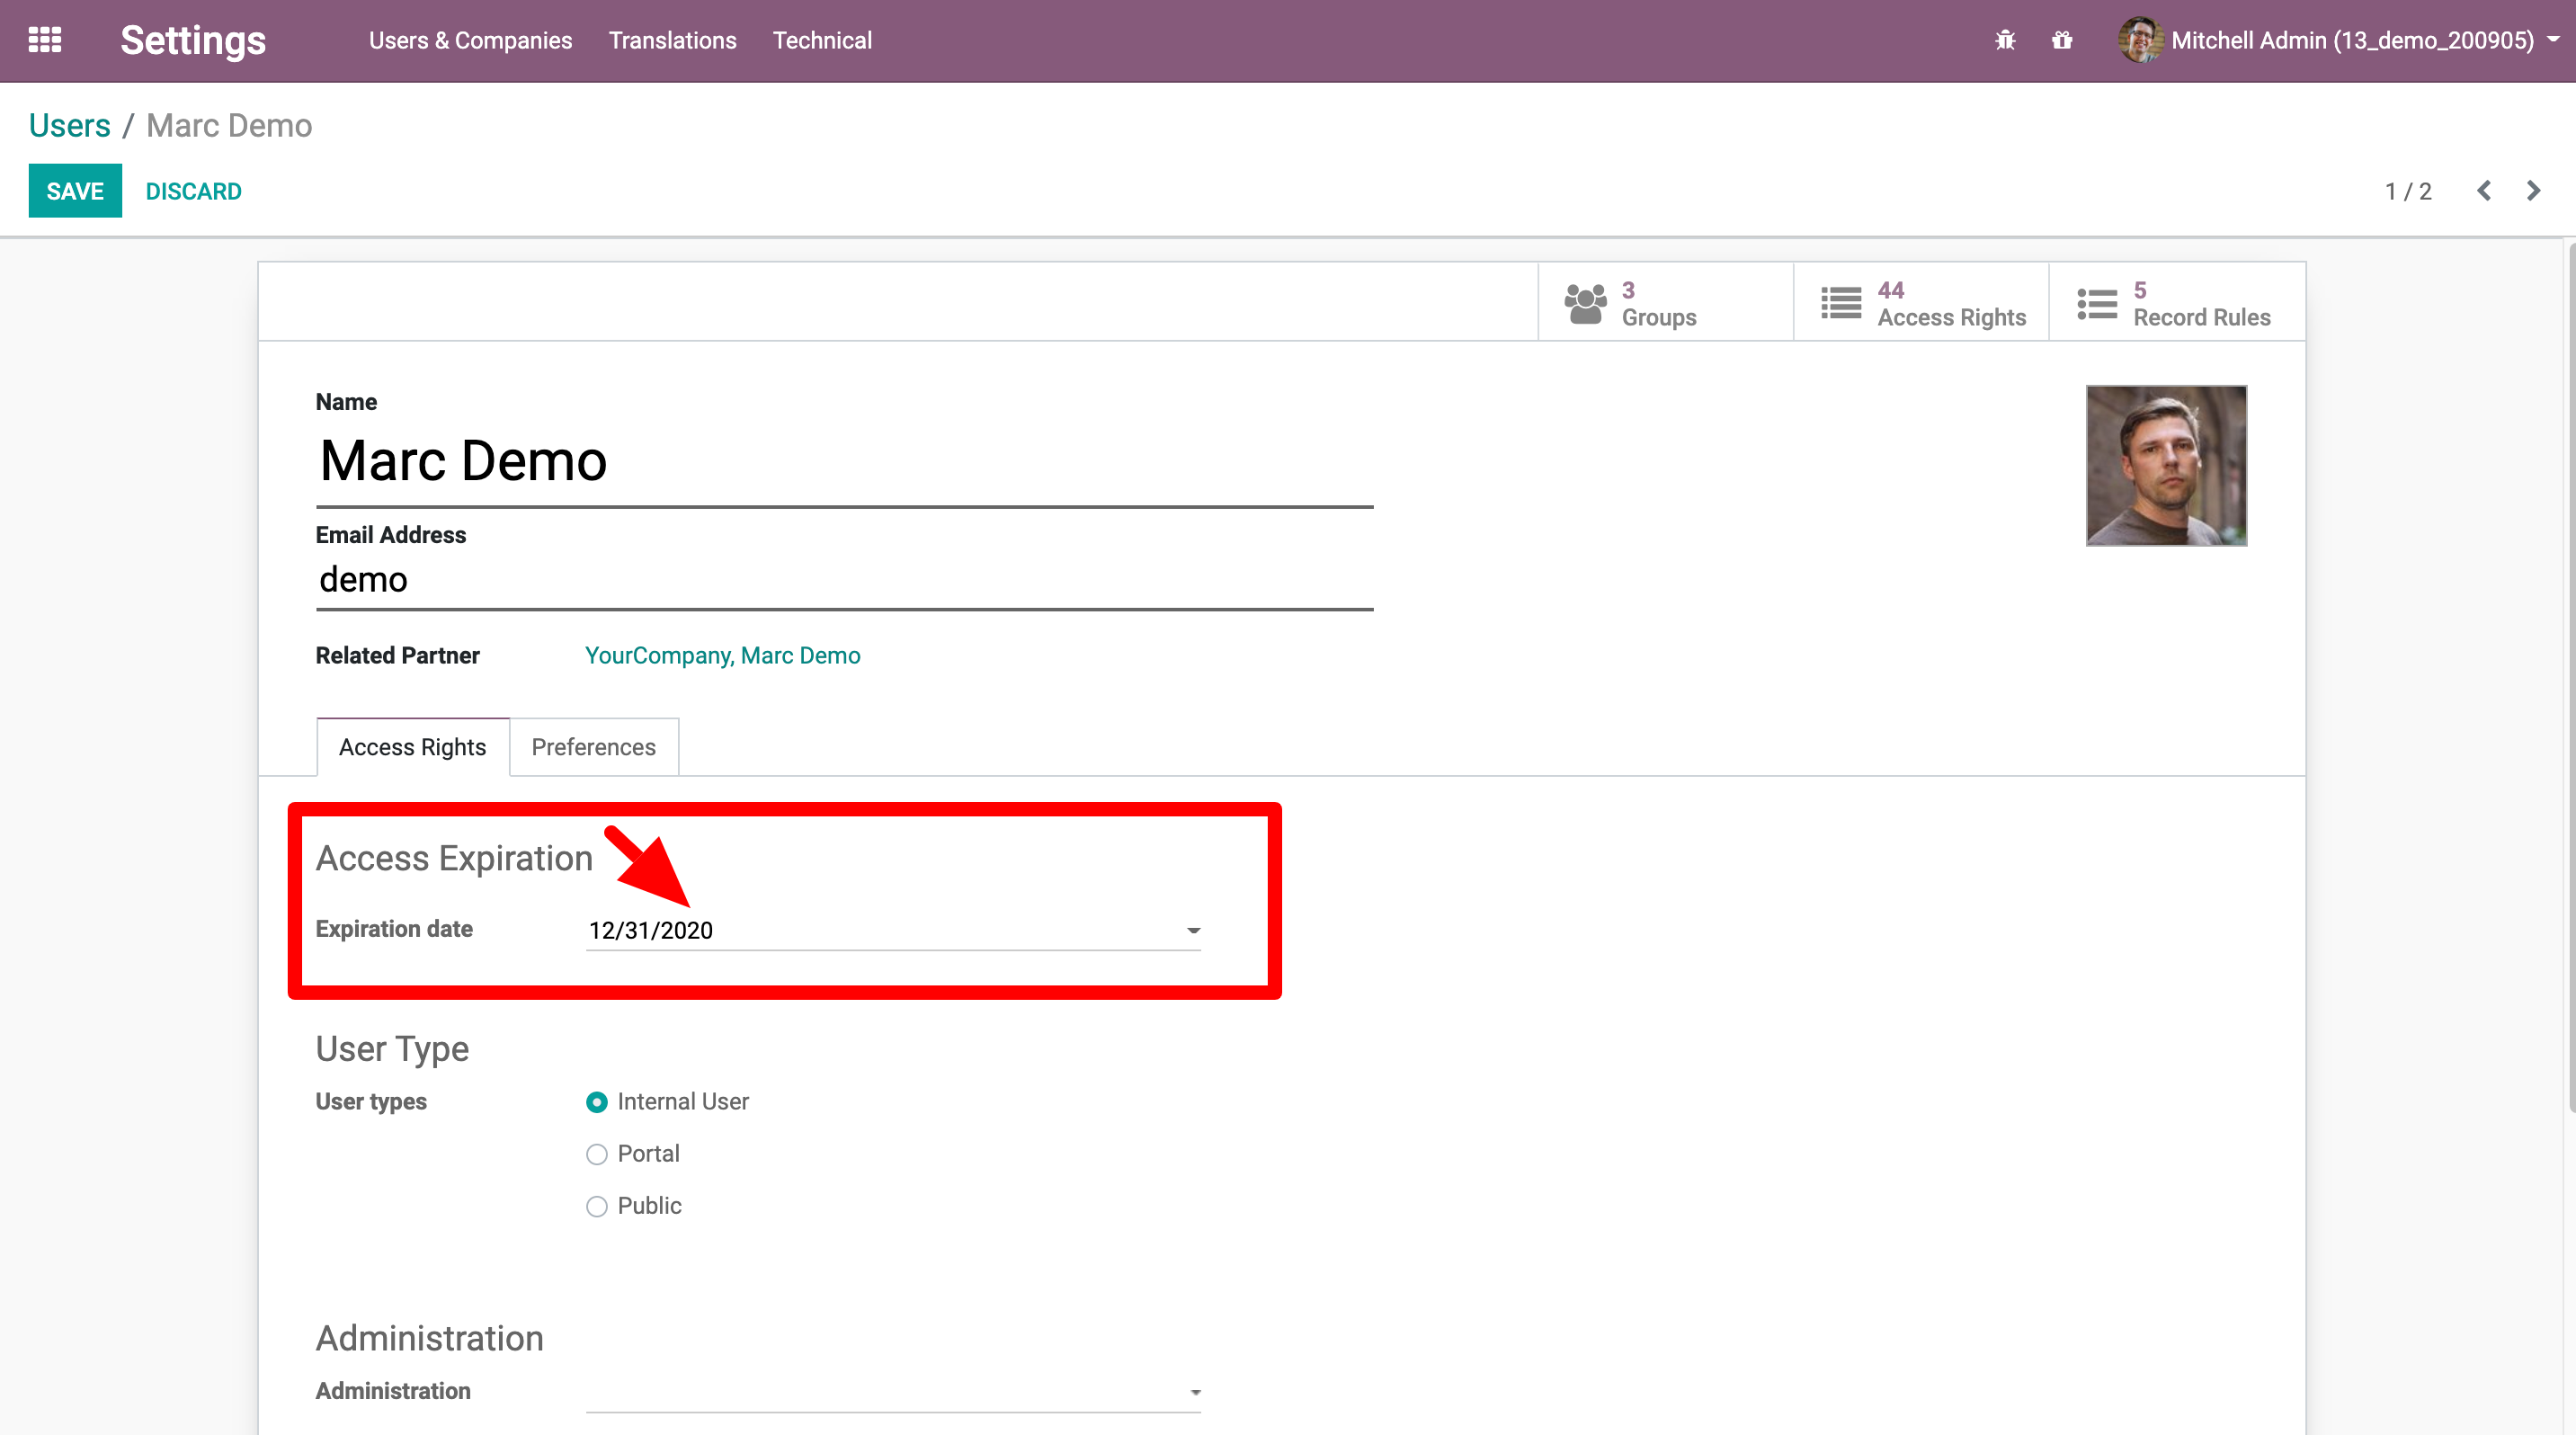 Settings
Users & Companies
Translations
Technical
Mitchell Admin (13_demo_200905)
Users / Marc Demo
SAVE
DISCARD
1 / 2
3
Groups
44
Access Rights
5
Record Rules
Name
Marc Demo
Email Address
demo
Related Partner
YourCompany, Marc Demo
Access Rights
Preferences
Access Expiration
Expiration date
12/31/2020
User Type
User types
Internal User
Portal
Public
Administration
Administration